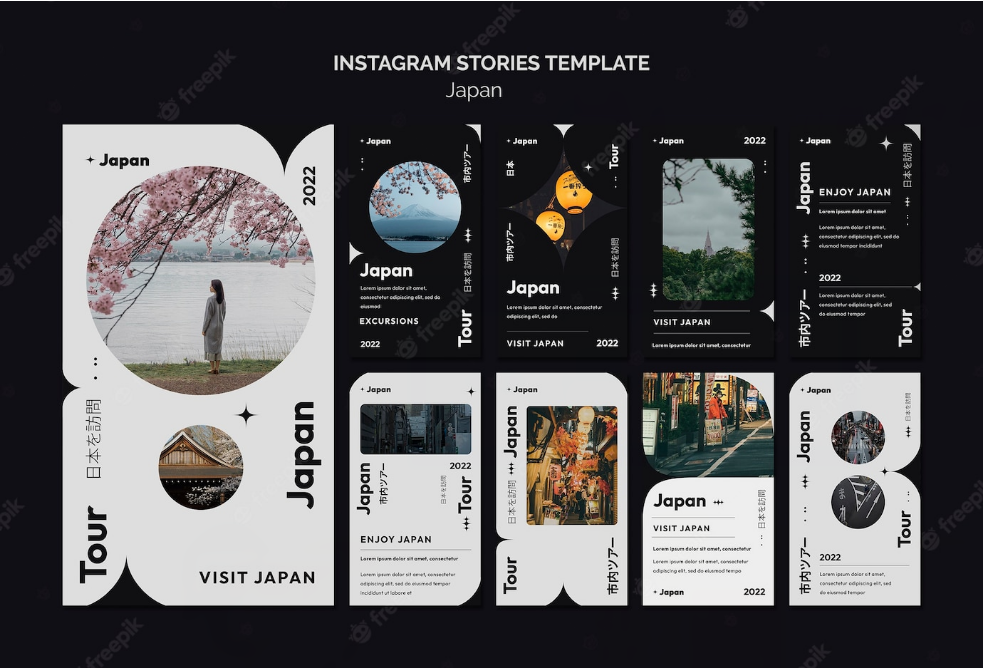 INSTAGRAM STORIES TEMPLATE
Japan
Japan
2022
日本を訪問
Japan
Tour
VISIT JAPAN
Japan
市内ツアー
Japan
Lorem ipsum dolor sit amet,
consectetur adipiscing elit, sed do
eiusmod
日本を訪問
EXCURSIONS
2022
Tour
日本
Tour
市内ツアー
日本を訪問
Japan
Lorem ipsum dolor sit amet, consectetur
adipiscing elit, sed do
VISIT JAPAN
2022
Japan
2022
VISIT JAPAN
Lorem ipsum dolor sit amet, consectetur
Japan
日本を訪問
Japan
ENJOY JAPAN
Lorem ipsum dolor sit amet
Lorem ipsum dolor sit amet,
consectetur adipiscing elit, sed do
eiusmod tempor incididunt
2022
Lorem ipsum dolor sit amet,
consectetur adipiscing elit, sed
do eiusmod tempor
市内ツアー
Tour
Japan
2022
Japan
市内ツアー
日本を訪問
Tour
ENJOY JAPAN
Lorem ipsum dolor sit amet, consectetur
Lorem ipsum dolor sit amet, consectetur
adipiscing elit, sed do eiusmod tempor
incididunt ut labore et
Japan
Japan
日本を訪問
Tour
市内ツアー
Japan
VISIT JAPAN
日本を訪問
Lorem ipsum dolor sit amet, consectetur
Lorem ipsum dolor sit amet, consectetur
adipiscing elit, sed do eiusmod
tempo
Japan
2022
Japan
日本を訪問
Japan
Tour
市内ツアー
2022
Lorem ipsum dolor sit amet,
consectetur adipiscing elit, sed
do eiusmod tempor
freepik